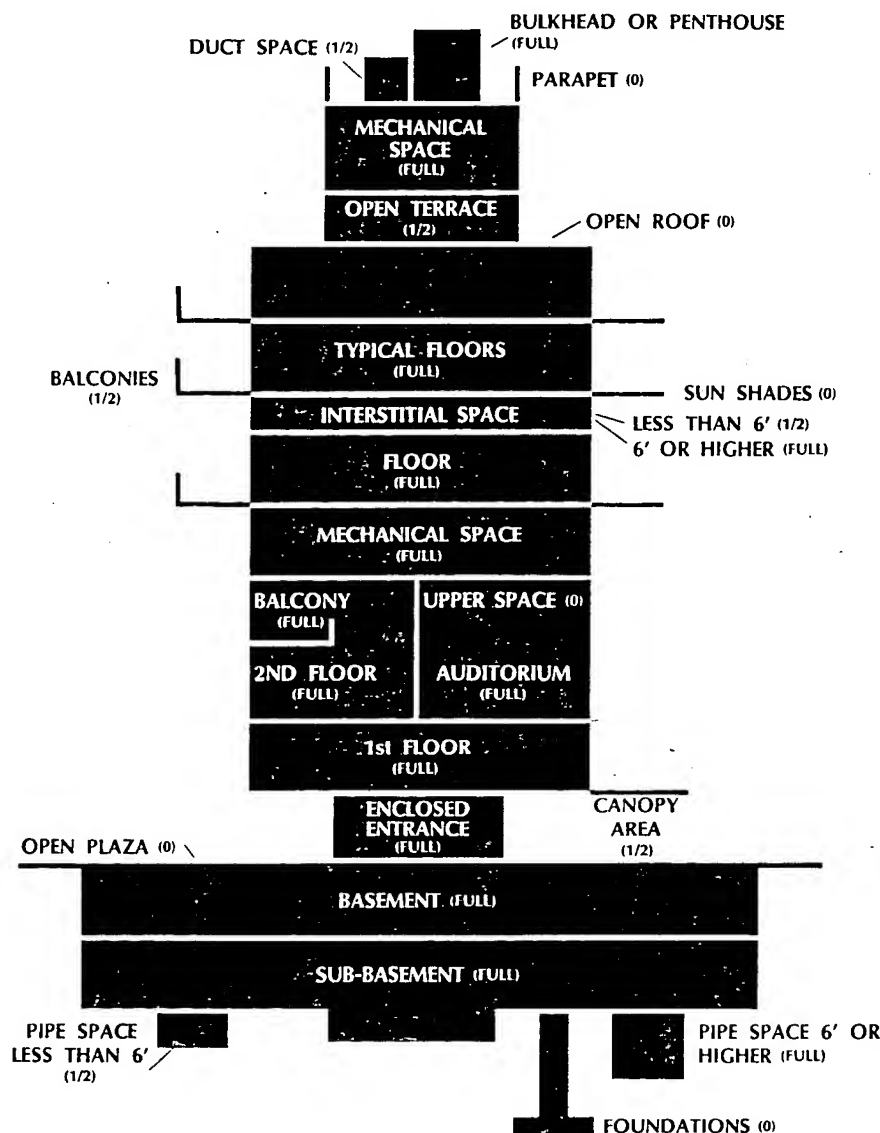 BULKHEAD OR PENTHOUSE
(FULL)
DUCT SPACE (1/2)
PARAPET (0)
MECHANICAL
SPACE
(FULL)
OPEN TERRACE
(1/2)
OPEN ROOF (0)
TYPICAL FLOORS
(FULL)
BALCONIES
(1/2)
SUN SHADES (0)
INTERSTITIAL SPACE
LESS THAN 6' (1/2)
6' OR HIGHER (FULL)
FLOOR
(FULL)
MECHANICAL SPACE
(FULL)
BALCONY
(FULL)
UPPER SPACE (0)
2ND FLOOR
(FULL)
AUDITORIUM
(FULL)
1st FLOOR
(FULL)
ENCLOSED
ENTRANCE
(FULL)
CANOPY
AREA
(1/2)
OPEN PLAZA (0)
BASEMENT (FULL)
SUB-BASEMENT (FULL)
PIPE SPACE
LESS THAN 6'
(1/2)
PIPE SPACE 6' OR
HIGHER (FULL)
FOUNDATIONS (0)